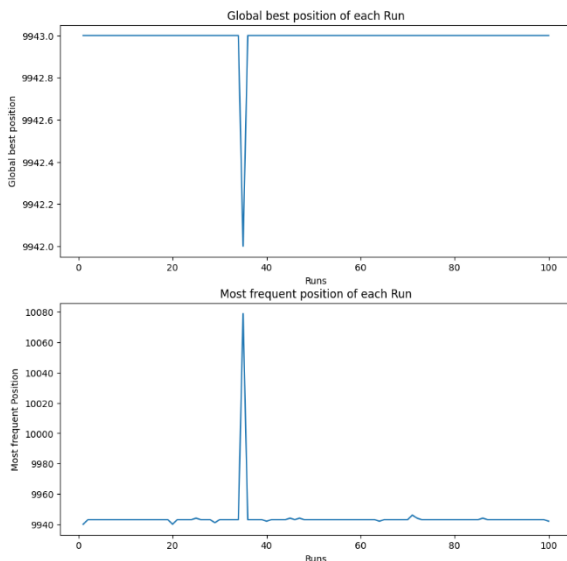 Global best position of each Run
Global best position
9943.0
9942.8
9942.6
9942.4
9942.2
9942.0
0 20 40 60 80 100
Runs
Most frequent position of each Run
Most frequent Position
10080
10060
10040
10020
10000
9980
9960
9940
0 20 40 60 80 100